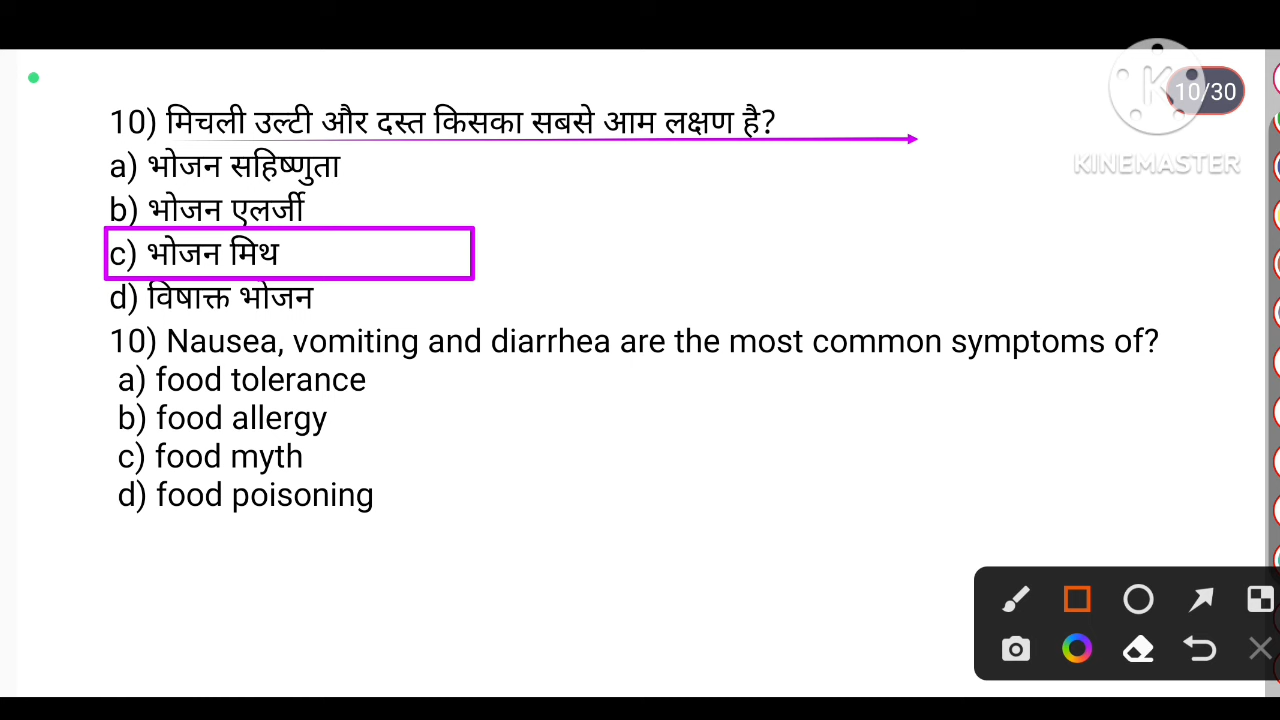 10/30
KINEMASTER
10) मिचली उल्टी और दस्त किसका सबसे आम लक्षण है?
a) भोजन सहिष्णुता
b) भोजन एलर्जी
c) भोजन मिथ
d) विषाक्त भोजन
10) Nausea, vomiting and diarrhea are the most common symptoms of?
a) food tolerance
b) food allergy
c) food myth
d) food poisoning